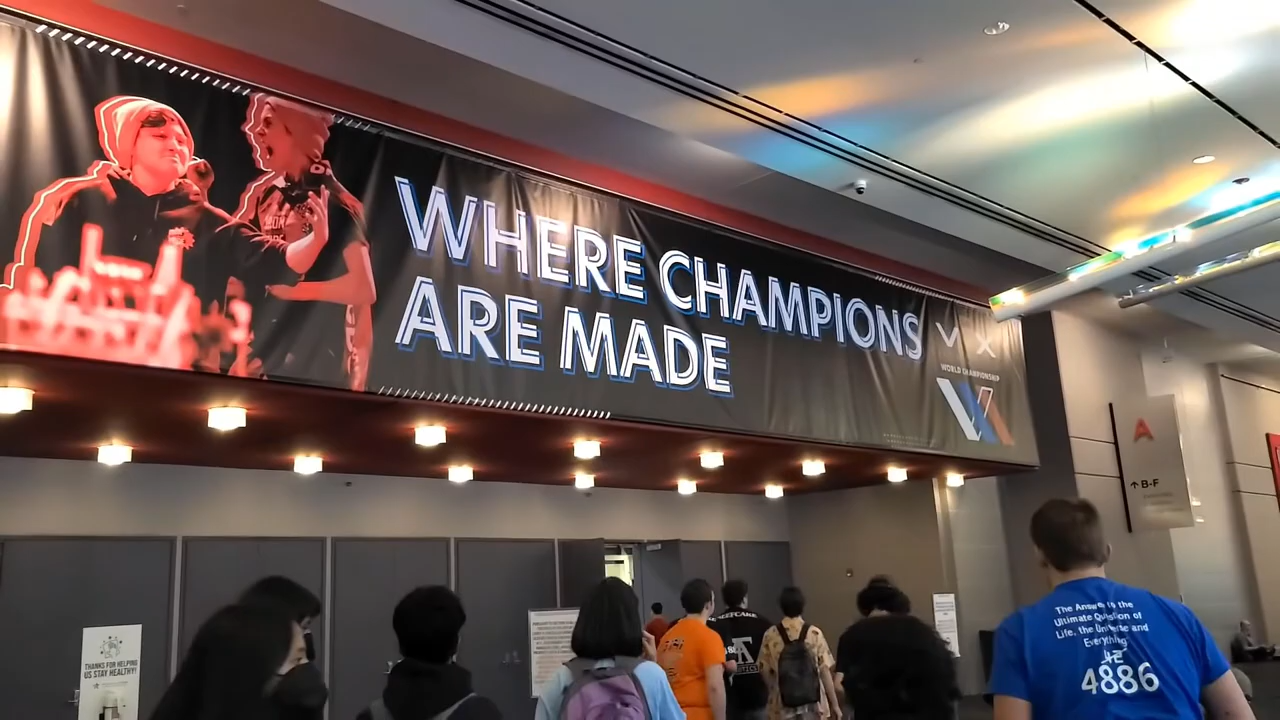 WHERE CHAMPIONS
ARE MADE
V X
WORLD CHAMPIONSHIP
A
↑ B-F
THANKS FOR HELPING
US STAY HEALTHY!
The Answer to the
Ultimate Question of
Life, the Universe and
Everything
42
4886